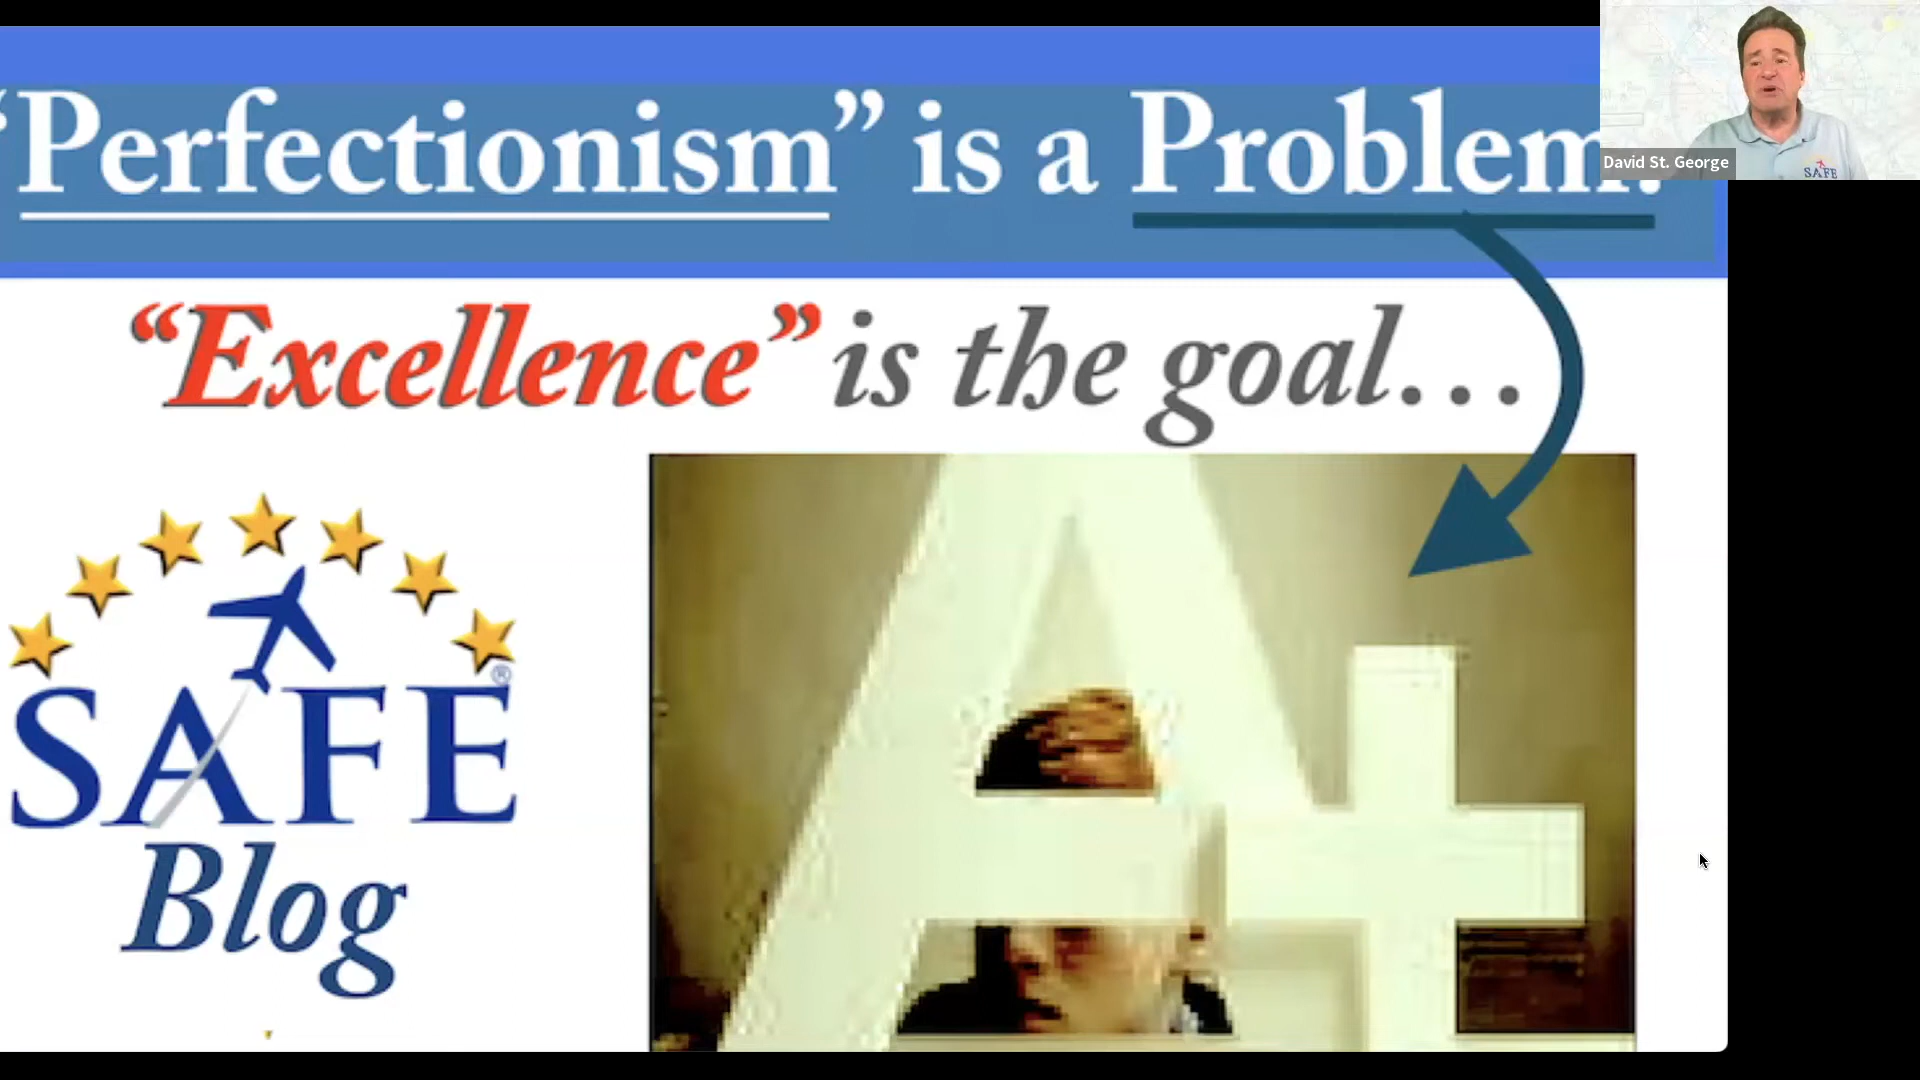 “Perfectionism” is a Problem.
“Excellence” is the goal...
SAFE®
Blog
A+
David St. George
SAFE